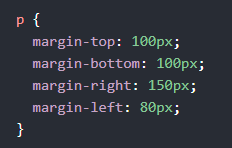 p {
  margin-top: 100px;
  margin-bottom: 100px;
  margin-right: 150px;
  margin-left: 80px;
}